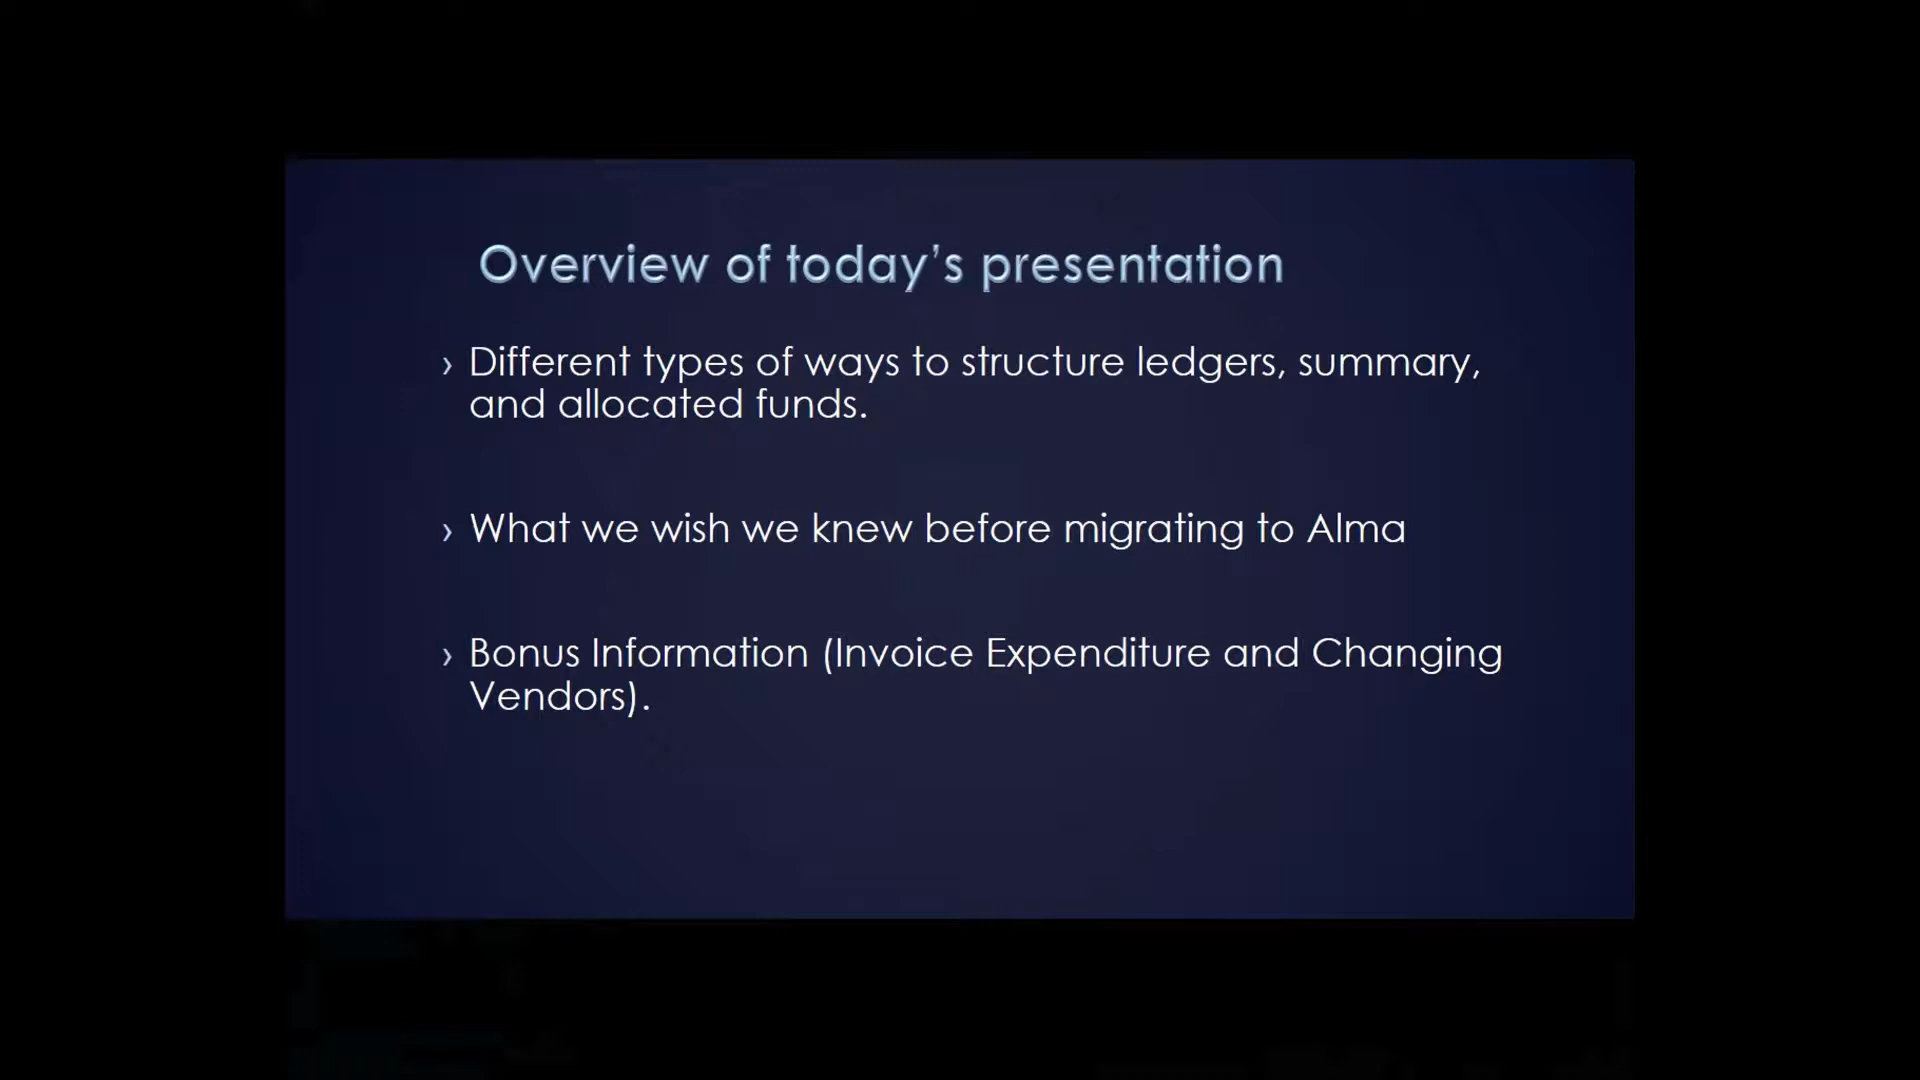 Overview of today’s presentation
› Different types of ways to structure ledgers, summary,
and allocated funds.
› What we wish we knew before migrating to Alma
› Bonus Information (Invoice Expenditure and Changing
Vendors).